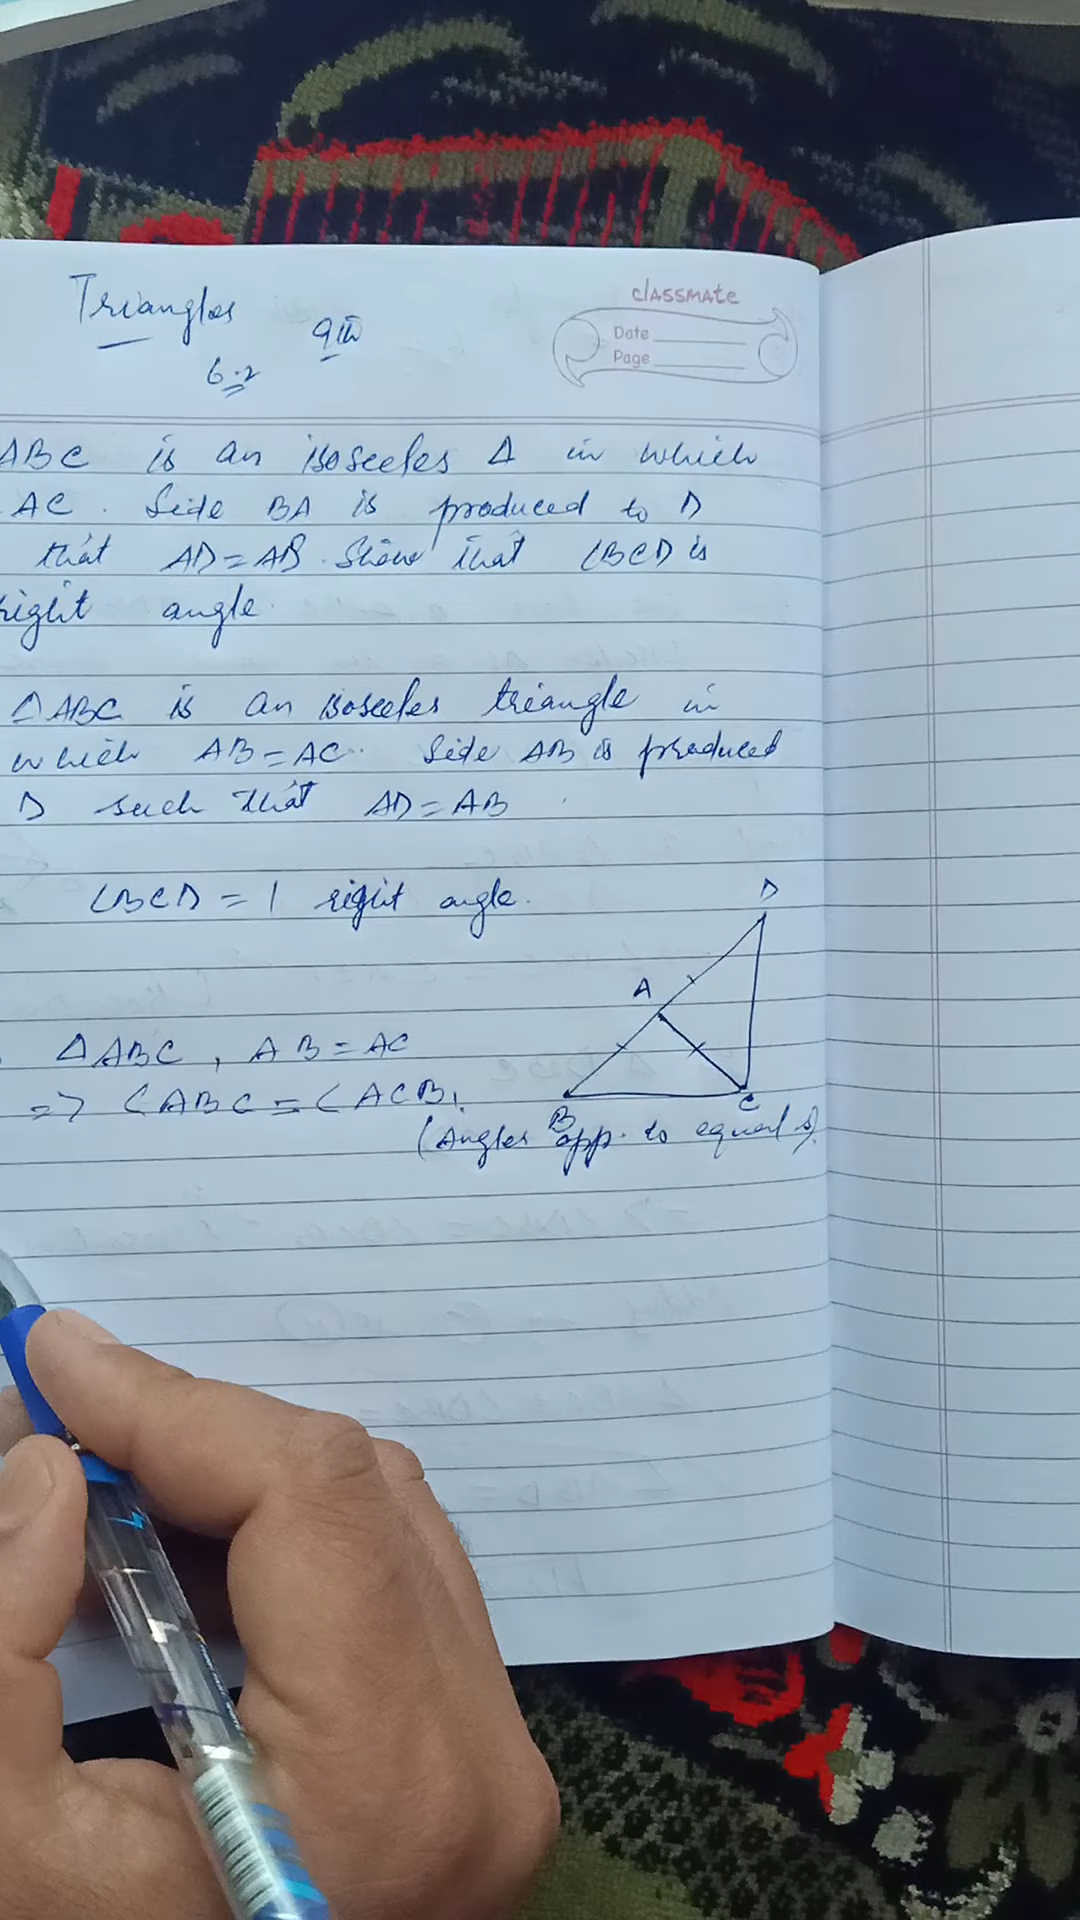 Triangles 9th
6.2
classmate
Date
Page
ABC is an isoseeles Δ in which
AC. Side BA is produced to D
that AD=AB. Show that ∠BCD is
right angle.
ΔABC is an isoseeles triangle in
which AB=AC. Side AB is produced
D such that AD=AB
∠BCD = 1 right angle.
D
A
ΔABC, AB=AC
=> ∠ABC = ∠ACB.
B
C
(Angles opp. to equal s)